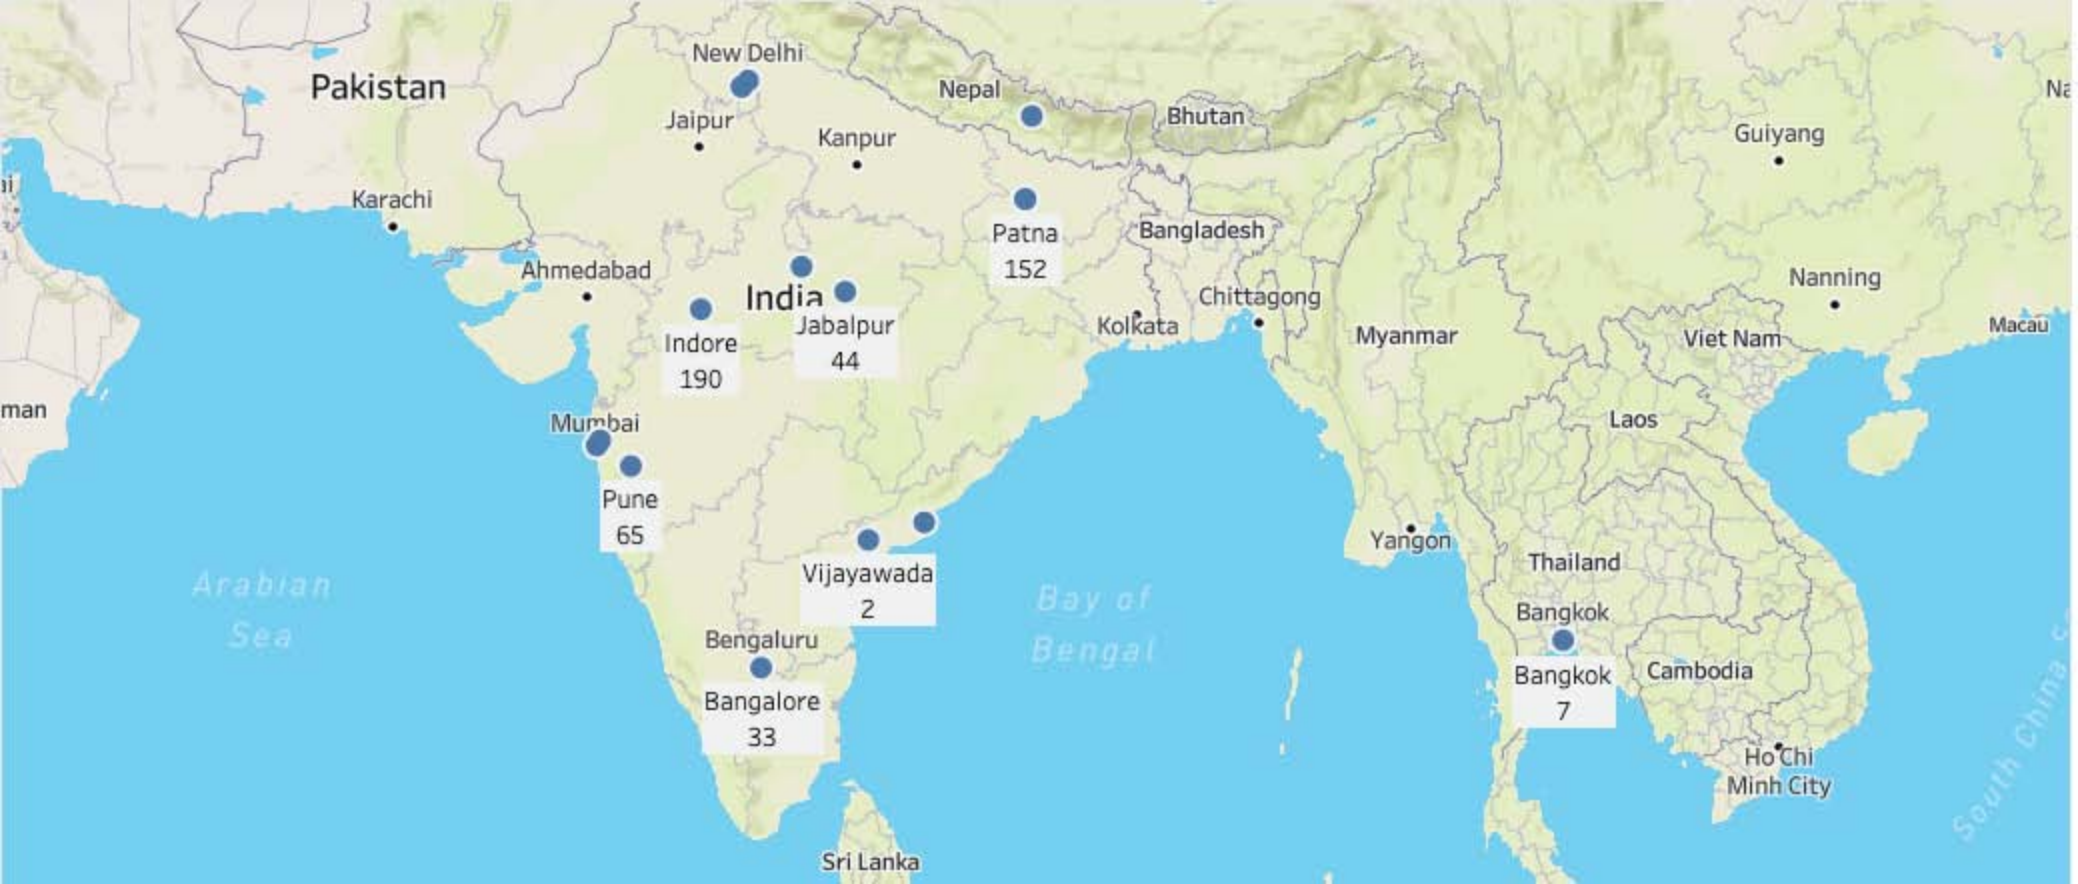 New Delhi
Pakistan
Nepal
Bhutan
Jaipur
Kanpur
Guiyang
Karachi
Patna
152
Bangladesh
Ahmedabad
India
Chittagong
Nanning
Jabalpur
44
Kolkata
Indore
190
Myanmar
Viet Nam
Macau
man
Mumbai
Laos
Pune
65
Yangon
Thailand
Vijayawada
2
Arabian
Sea
Bay of
Bengal
Bangkok
Bengaluru
Bangalore
33
Bangkok
7
Cambodia
Ho Chi
Minh City
South China
Sri Lanka